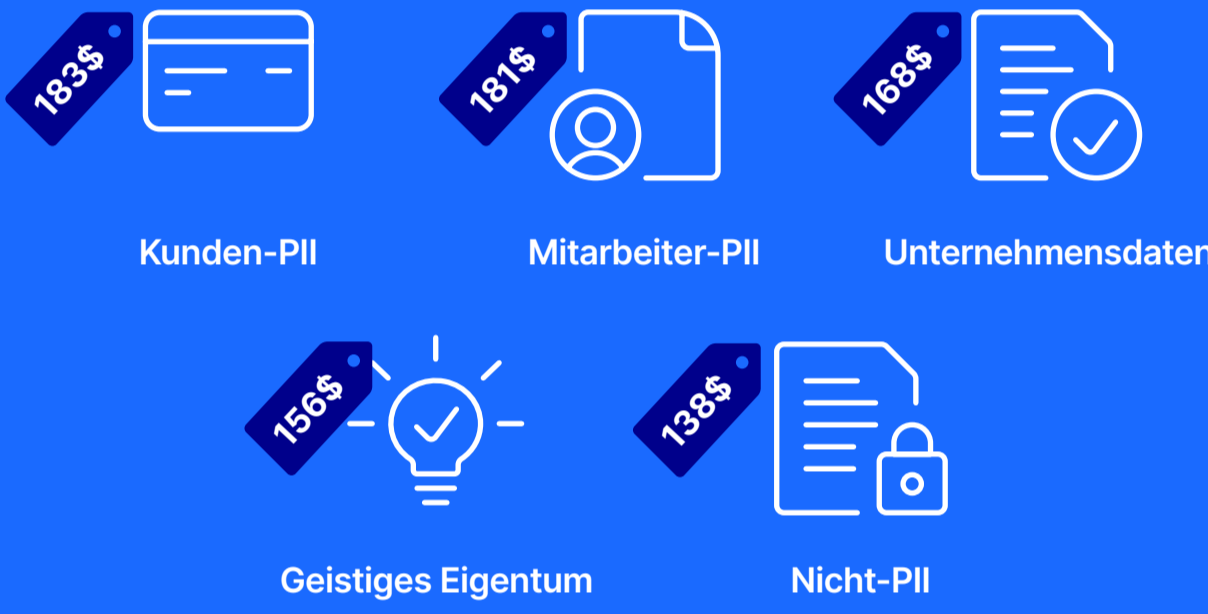 183$
181$
168$
Kunden-PII
Mitarbeiter-PII
Unternehmensdaten
156$
138$
Geistiges Eigentum
Nicht-PII